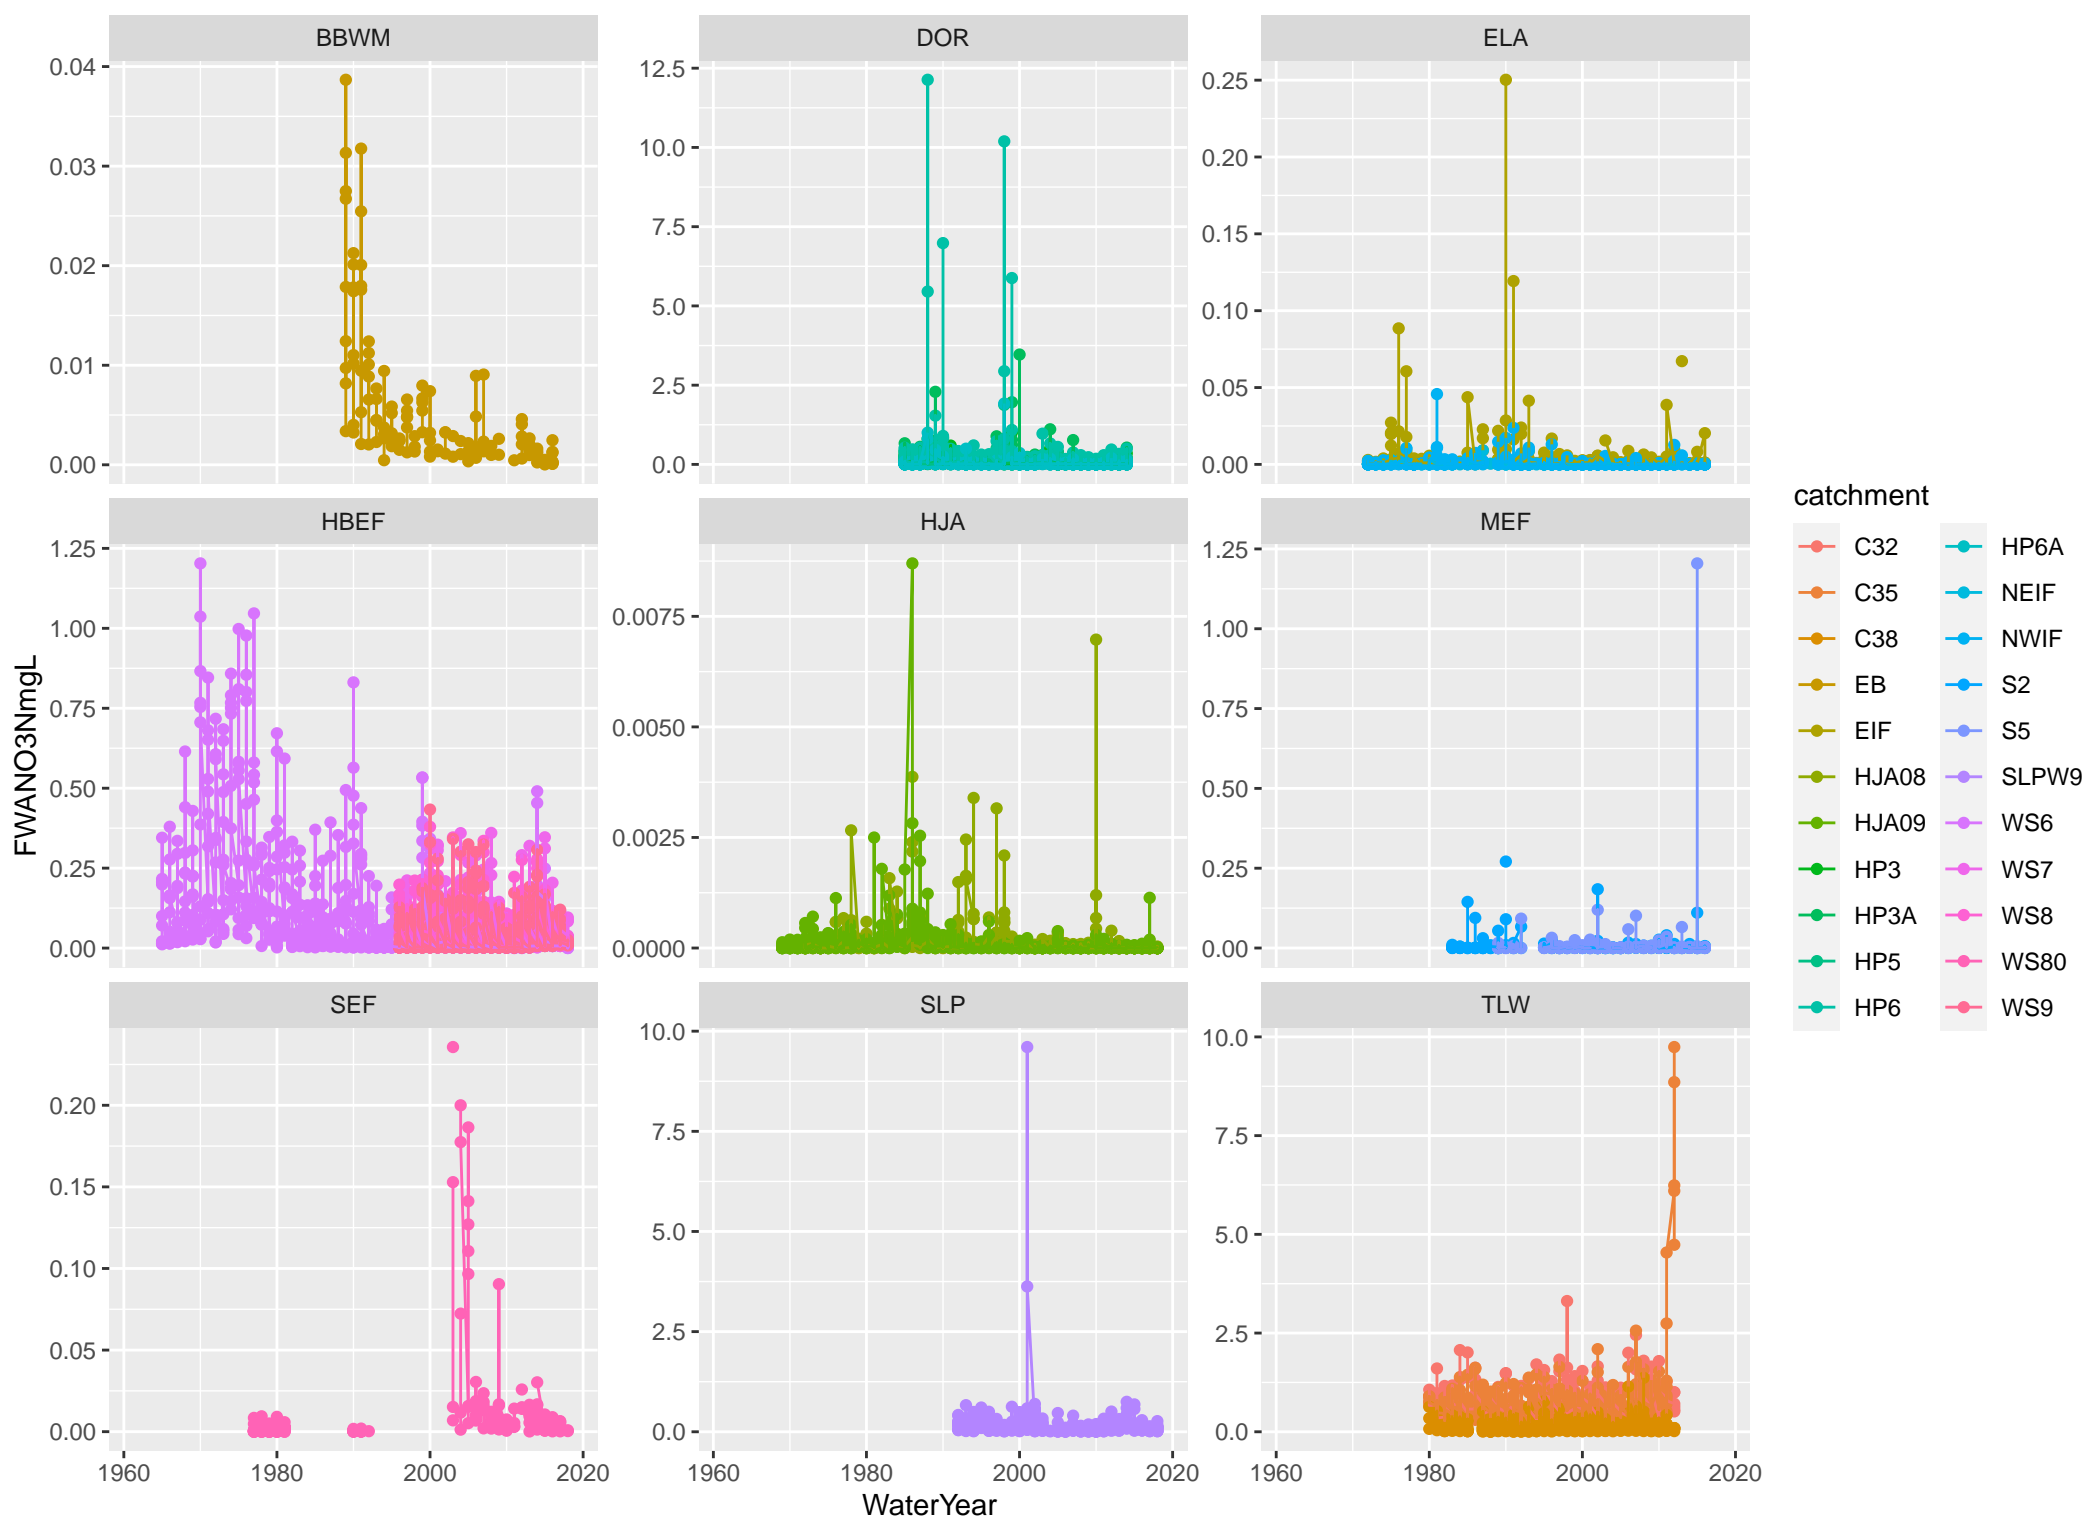 BBWM
DOR
ELA
0.04
0.03
0.02
0.01
0.00
12.5
10.0
7.5
5.0
2.5
0.0
0.25
0.20
0.15
0.10
0.05
0.00
HBEF
HJA
MEF
1.25
1.00
0.75
0.50
0.25
0.00
0.0075
0.0050
0.0025
0.0000
1.25
1.00
0.75
0.50
0.25
0.00
SEF
SLP
TLW
0.20
0.15
0.10
0.05
0.00
10.0
7.5
5.0
2.5
0.0
10.0
7.5
5.0
2.5
0.0
1960 1980 2000 2020
1960 1980 2000 2020
1960 1980 2000 2020
WaterYear
FWANO3NmgL
catchment
C32
C35
C38
EB
EIF
HJA08
HJA09
HP3
HP3A
HP5
HP6
HP6A
NEIF
NWIF
S2
S5
SLPW9
WS6
WS7
WS8
WS80
WS9